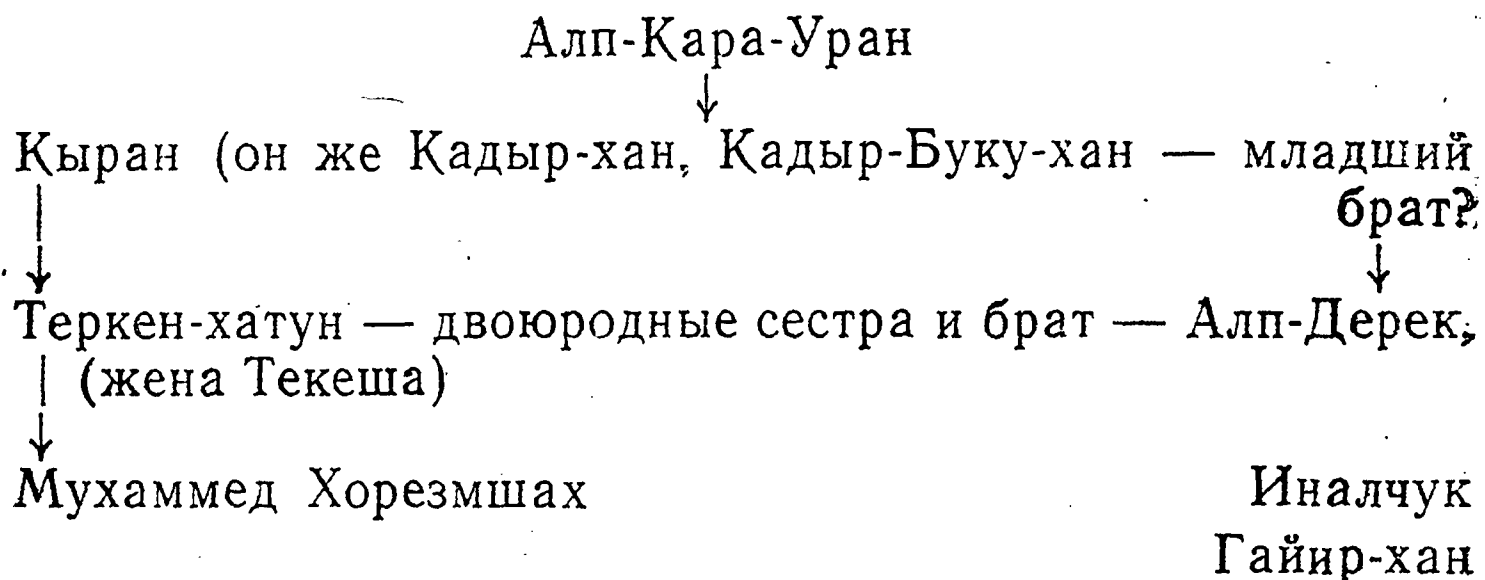 Алп-Кара-Уран
Кыран (он же Кадыр-хан, Кадыр-Буку-хан — младший
брат?
Теркен-хатун — двоюродные сестра и брат — Алп-Дерек,
(жена Текеша)
Мухаммед Хорезмшах Иналчук
Гайир-хан